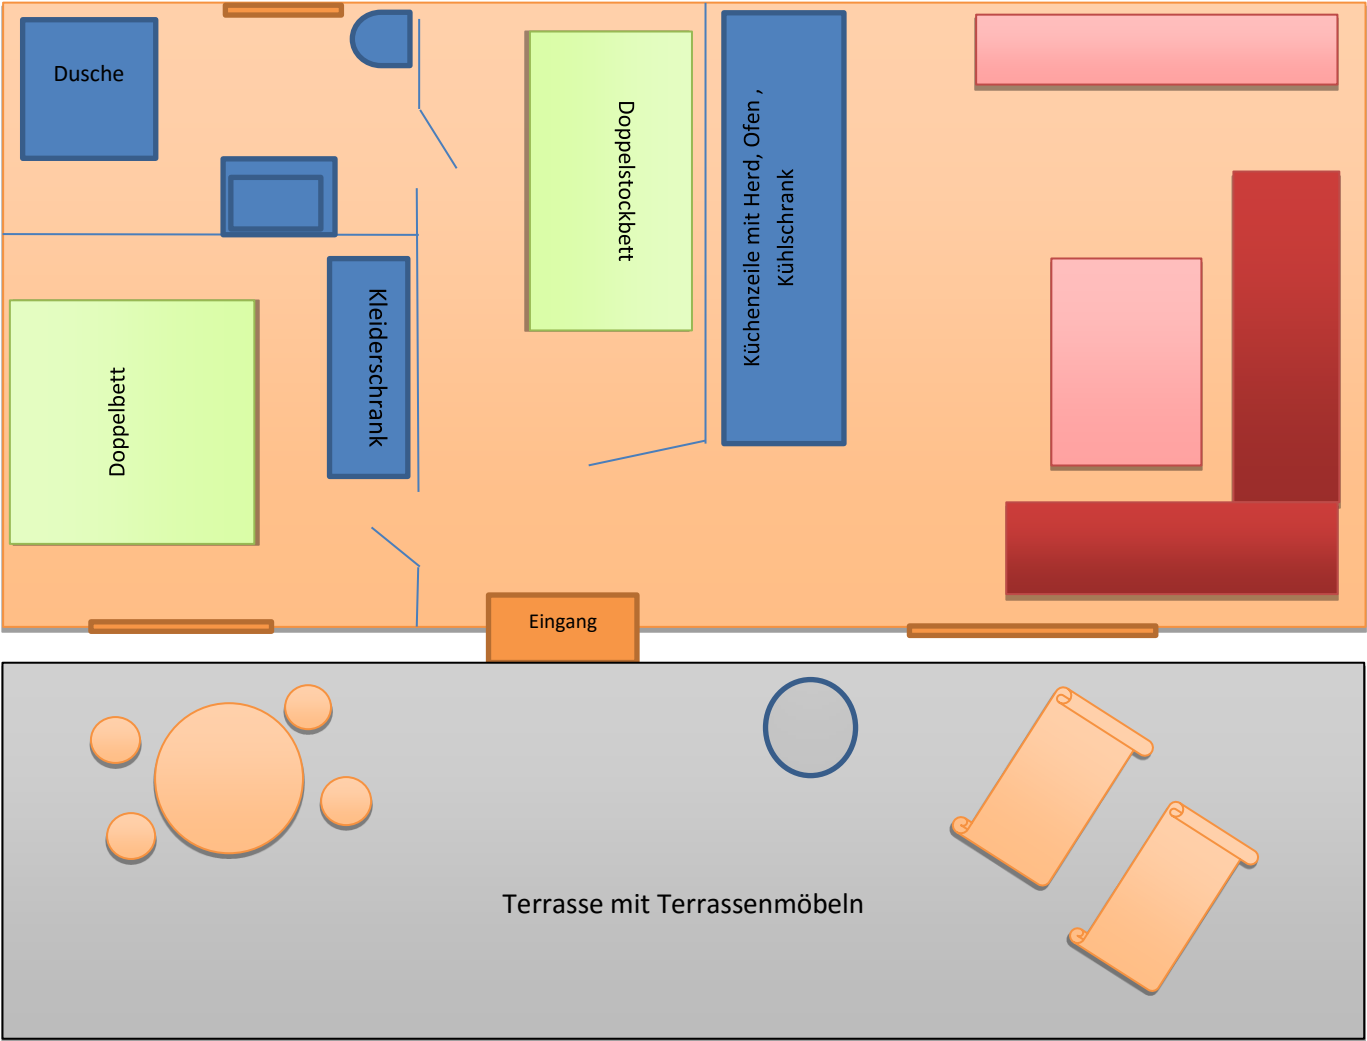 Dusche
Doppelstockbett
Küchenzeile mit Herd, Ofen ,
Kühlschrank
Kleiderschrank
Doppelbett
Eingang
Terrasse mit Terrassenmöbeln